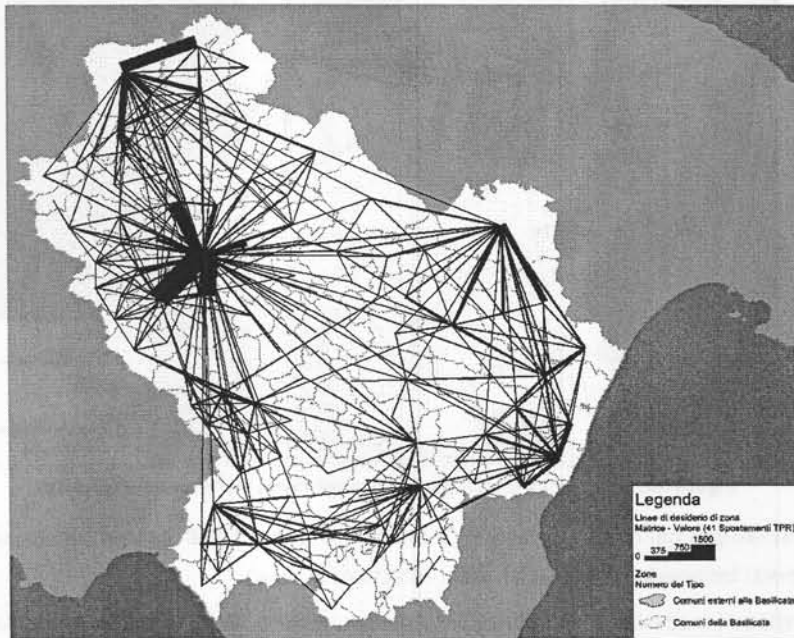 Legenda
Linee di desiderio di zona
Matrice - Valore (41 Spostamenti TPR)
1500
750
375
0
Zone
Numero del Tipo
Comuni esterni alla Basilicata
Comuni della Basilicata